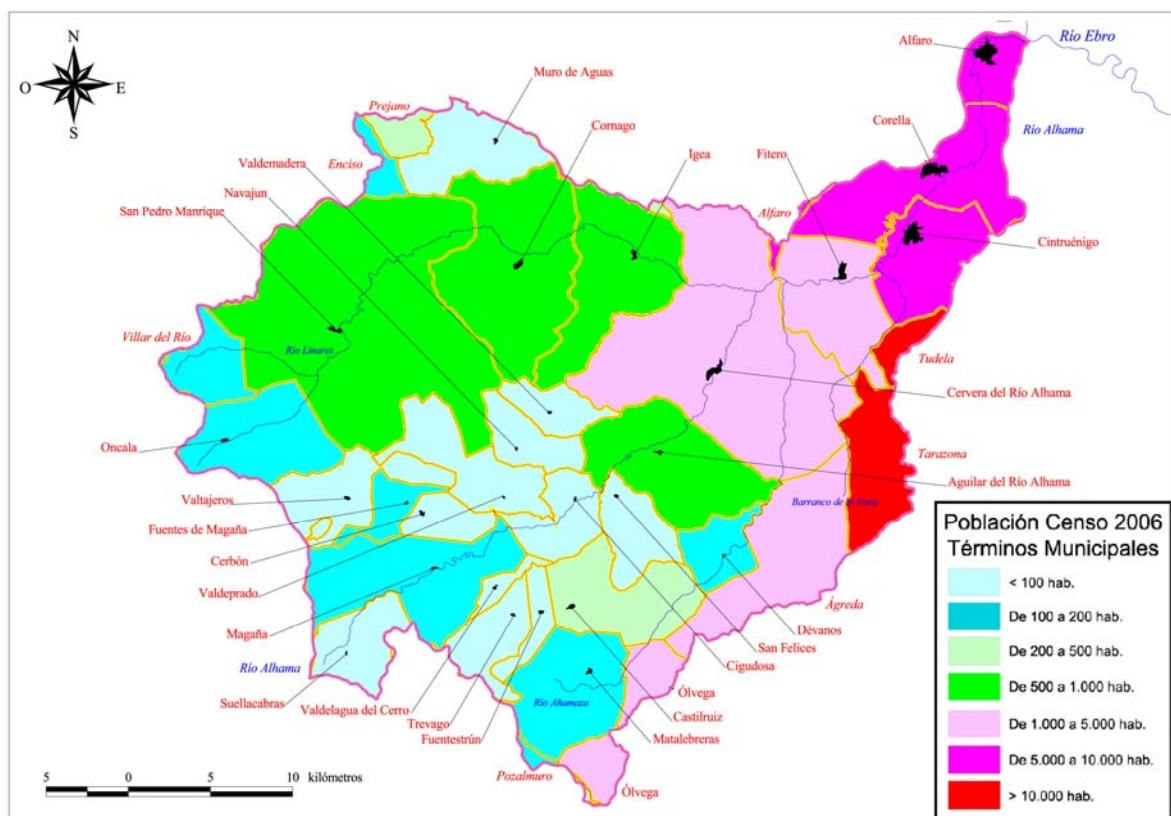 N
O
E
S
Alfaro
Río Ebro
Muro de Aguas
Prejano
Cornago
Corella
Río Alhama
Valdemadera
Enciso
Igea
Fitero
Navajun
San Pedro Manrique
Alfaro
Cintruénigo
Villar del Río
Río Linares
Tudela
Cervera del Río Alhama
Oncala
Tarazona
Valtajeros
Aguilar del Río Alhama
Barranco de la Nava
Fuentes de Magaña
Cerbón
Valdeprado
Magaña
Ágreda
Dévanos
San Felices
Río Alhama
Cigudosa
Suellacabras
Valdelagua del Cerro
Ólvega
Río Ahamaza
Trevago
Castilruiz
Fuentestrún
Matalebreras
Pozalmuro
Ólvega
5 0 5 10 kilómetros
Población Censo 2006
Términos Municipales
< 100 hab.
De 100 a 200 hab.
De 200 a 500 hab.
De 500 a 1.000 hab.
De 1.000 a 5.000 hab.
De 5.000 a 10.000 hab.
> 10.000 hab.